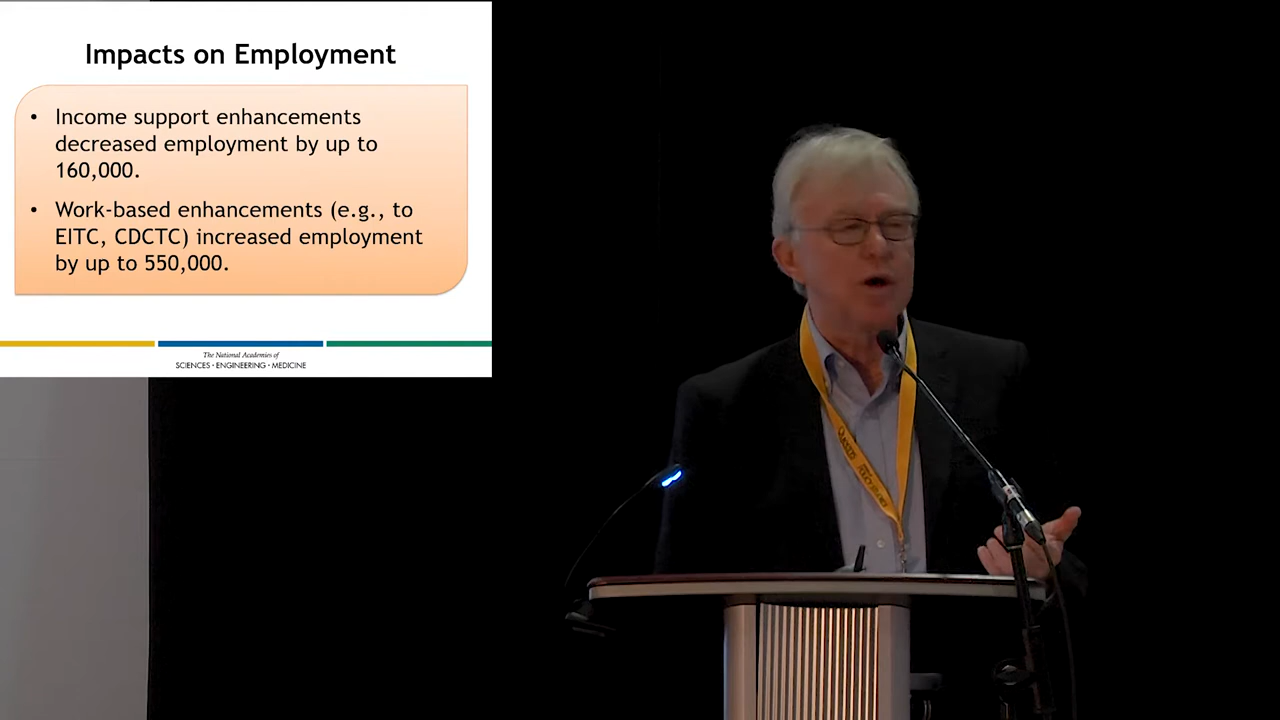 Impacts on Employment
• Income support enhancements
decreased employment by up to
160,000.
• Work-based enhancements (e.g., to
EITC, CDCTC) increased employment
by up to 550,000.
The National Academies of
SCIENCES • ENGINEERING • MEDICINE
QUEEN'S